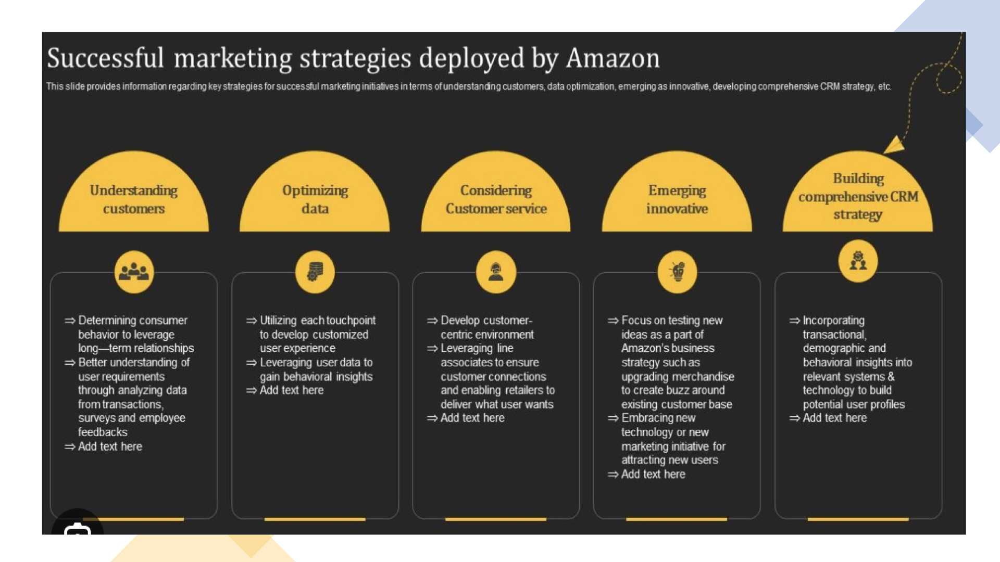 Successful marketing strategies deployed by Amazon
This slide provides information regarding key strategies for successful marketing initiatives in terms of understanding customers, data optimization, emerging as innovative, developing comprehensive CRM strategy, etc.
Understanding
customers
⇒ Determining consumer
behavior to leverage
long—term relationships
⇒ Better understanding of
user requirements
through analyzing data
from transactions,
surveys and employee
feedbacks
⇒ Add text here
Optimizing
data
⇒ Utilizing each touchpoint
to develop customized
user experience
⇒ Leveraging user data to
gain behavioral insights
⇒ Add text here
Considering
Customer service
⇒ Develop customer-
centric environment
⇒ Leveraging line
associates to ensure
customer connections
and enabling retailers to
deliver what user wants
⇒ Add text here
Emerging
innovative
⇒ Focus on testing new
ideas as a part of
Amazon's business
strategy such as
upgrading merchandise
to create buzz around
existing customer base
⇒ Embracing new
technology or new
marketing initiative for
attracting new users
⇒ Add text here
Building
comprehensive CRM
strategy
⇒ Incorporating
transactional,
demographic and
behavioral insights into
relevant systems &
technology to build
potential user profiles
⇒ Add text here